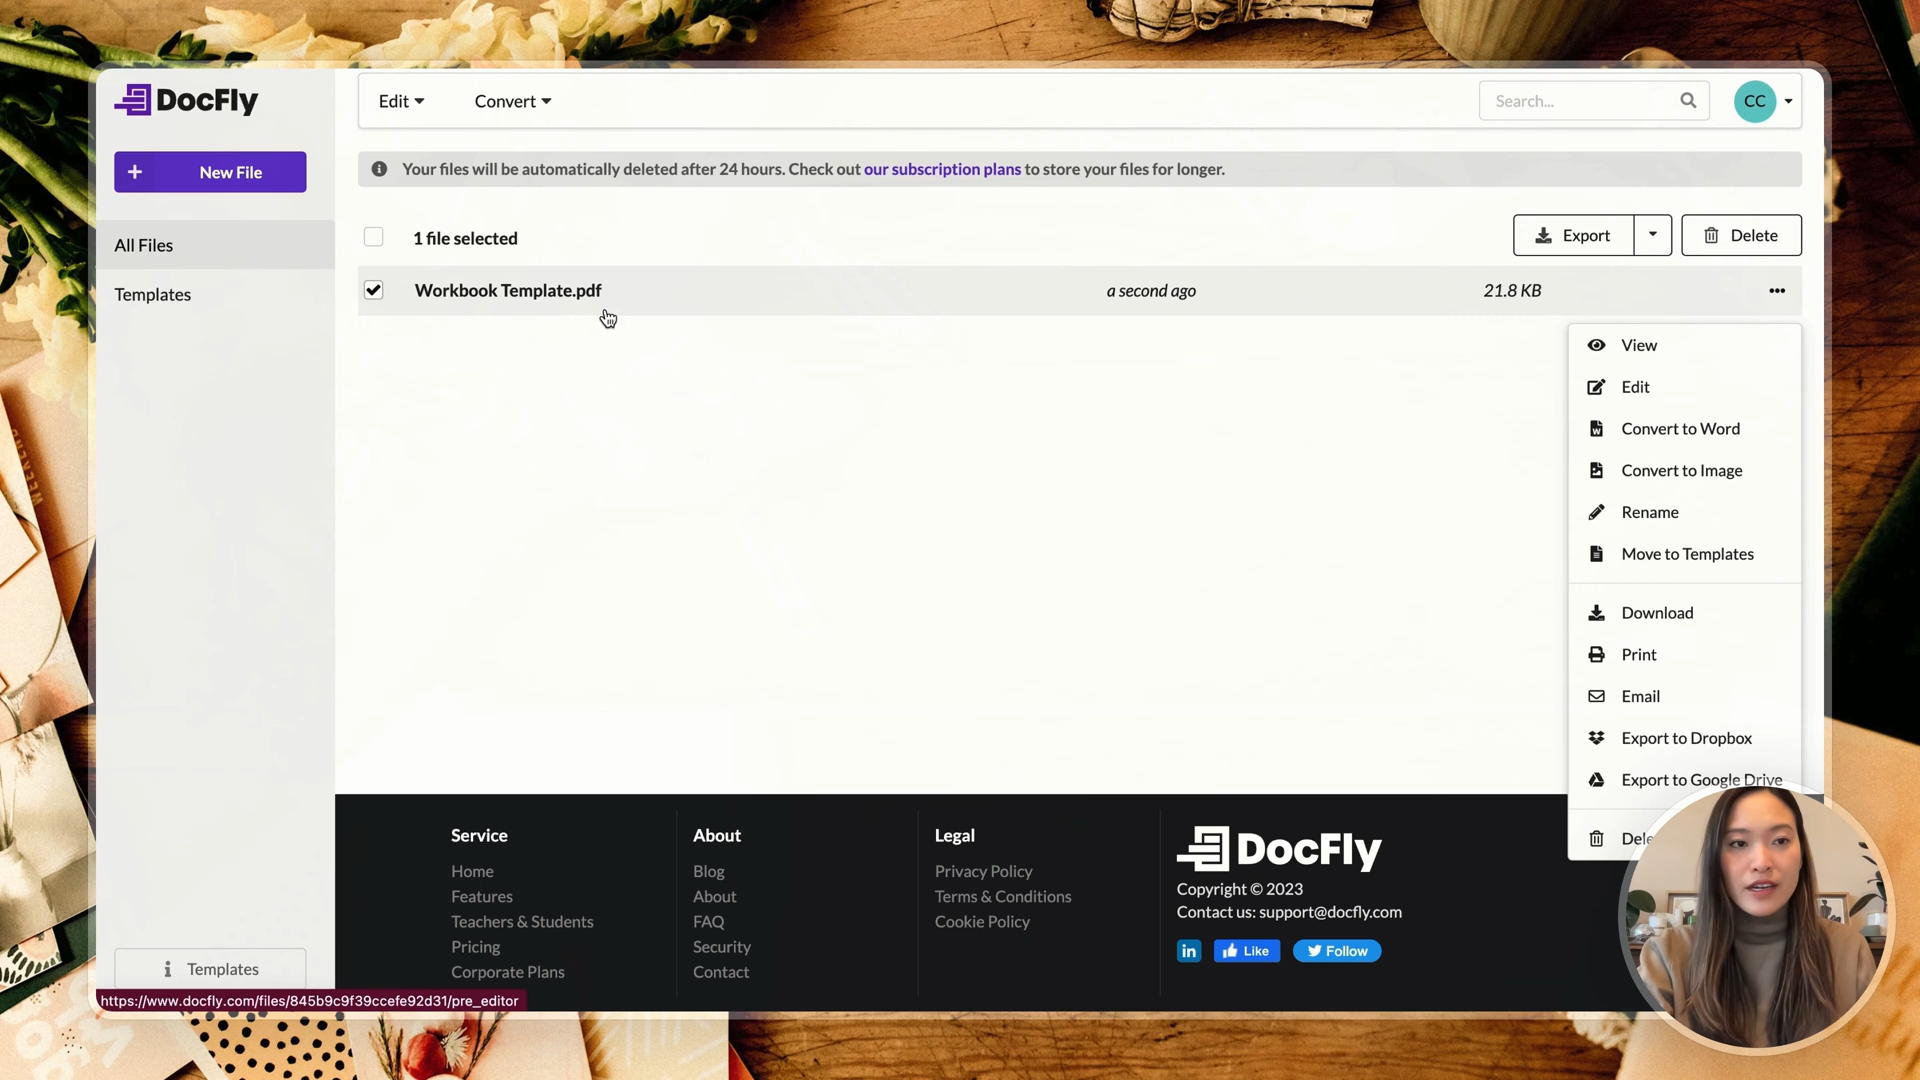 DocFly
Edit
Convert
Search...
CC
New File
Your files will be automatically deleted after 24 hours. Check out our subscription plans to store your files for longer.
All Files
1 file selected
Export
Delete
Templates
Workbook Template.pdf
a second ago
21.8 KB
View
Edit
Convert to Word
Convert to Image
Rename
Move to Templates
Download
Print
Email
Export to Dropbox
Export to Google Drive
Service
About
Legal
DocFly
Home
Blog
Privacy Policy
Copyright © 2023
Features
About
Terms & Conditions
Contact us: support@docfly.com
Teachers & Students
FAQ
Cookie Policy
Pricing
Security
Like
Follow
Corporate Plans
Contact
Templates
https://www.docfly.com/files/845b9c9f39ccefe92d31/pre_editor
WEEKEND